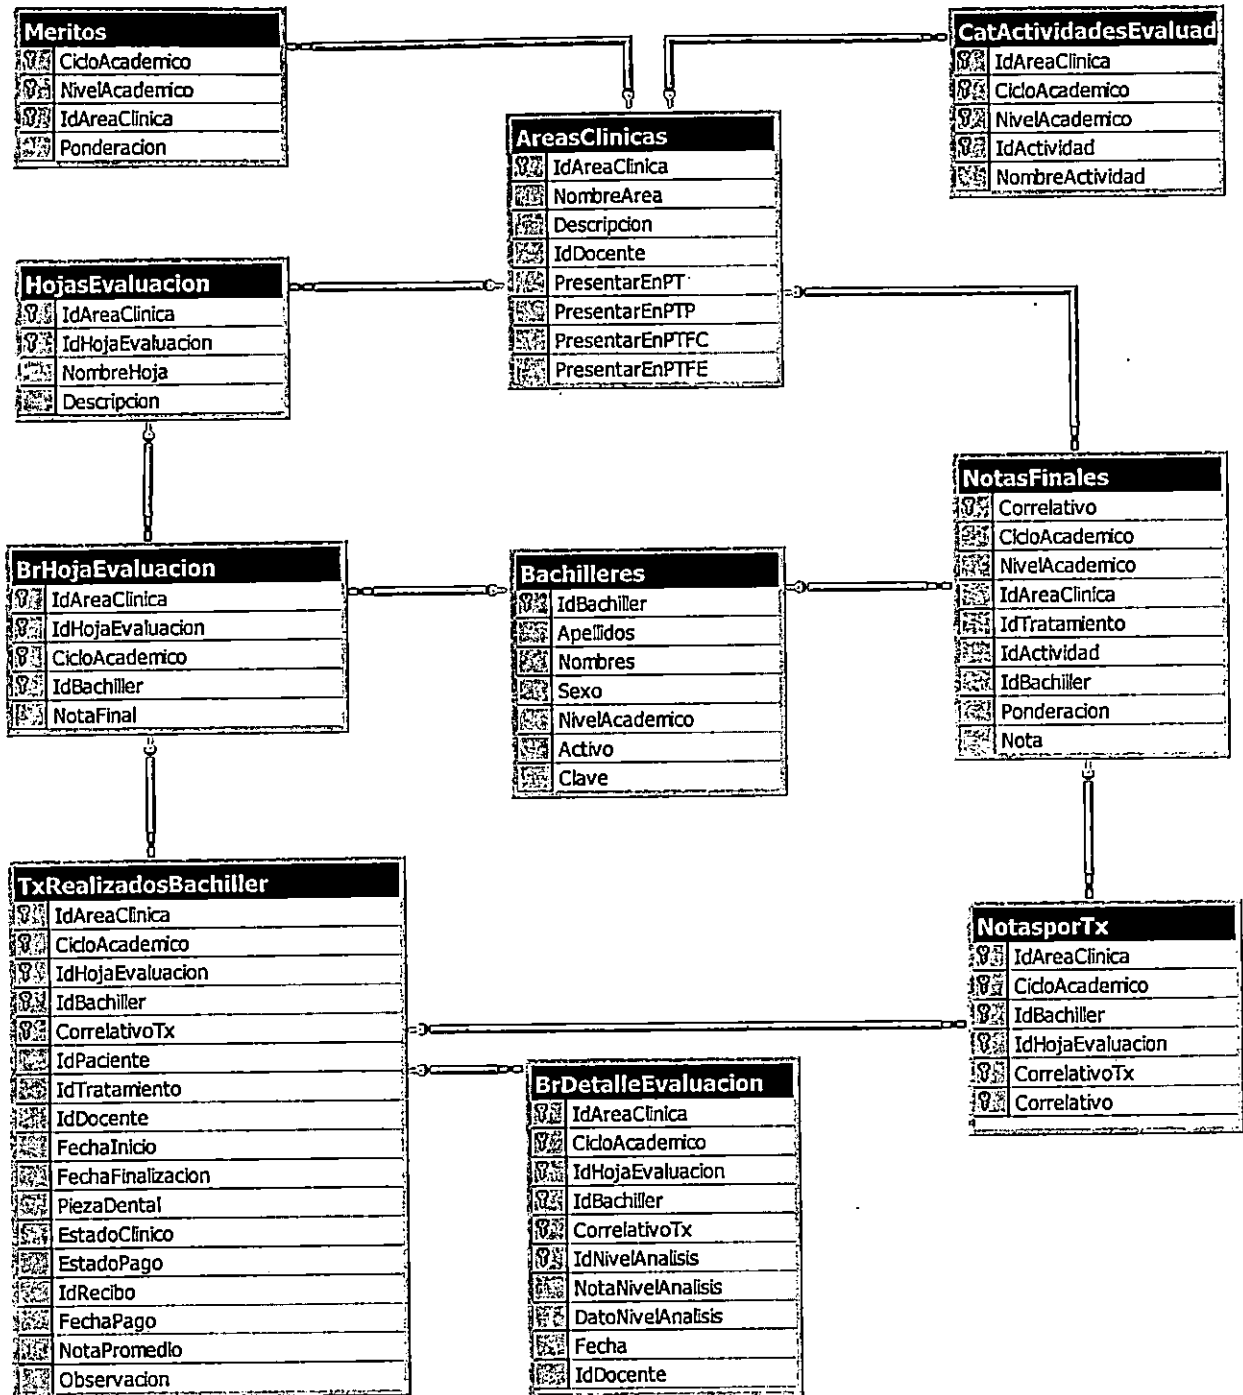 Meritos
CicloAcademico
NivelAcademico
IdAreaClinica
Ponderacion
CatActividadesEvaluad
IdAreaClinica
CicloAcademico
NivelAcademico
IdActividad
NombreActividad
AreasClinicas
IdAreaClinica
NombreArea
Descripcion
IdDocente
PresentarEnPT
PresentarEnPTP
PresentarEnPTFC
PresentarEnPTFE
HojasEvaluacion
IdAreaClinica
IdHojaEvaluacion
NombreHoja
Descripcion
NotasFinales
Correlativo
CicloAcademico
NivelAcademico
IdAreaClinica
IdTratamiento
IdActividad
IdBachiller
Ponderacion
Nota
BrHojaEvaluacion
IdAreaClinica
IdHojaEvaluacion
CicloAcademico
IdBachiller
NotaFinal
Bachilleres
IdBachiller
Apellidos
Nombres
Sexo
NivelAcademico
Activo
Clave
TxRealizadosBachiller
IdAreaClinica
CicloAcademico
IdHojaEvaluacion
IdBachiller
CorrelativoTx
IdPaciente
IdTratamiento
IdDocente
FechaInicio
FechaFinalizacion
PiezaDental
EstadoClinico
EstadoPago
IdRecibo
FechaPago
NotaPromedio
Observacion
NotasporTx
IdAreaClinica
CicloAcademico
IdBachiller
IdHojaEvaluacion
CorrelativoTx
Correlativo
BrDetalleEvaluacion
IdAreaClinica
CicloAcademico
IdHojaEvaluacion
IdBachiller
CorrelativoTx
IdNivelAnalisis
NotaNivelAnalisis
DatoNivelAnalisis
Fecha
IdDocente